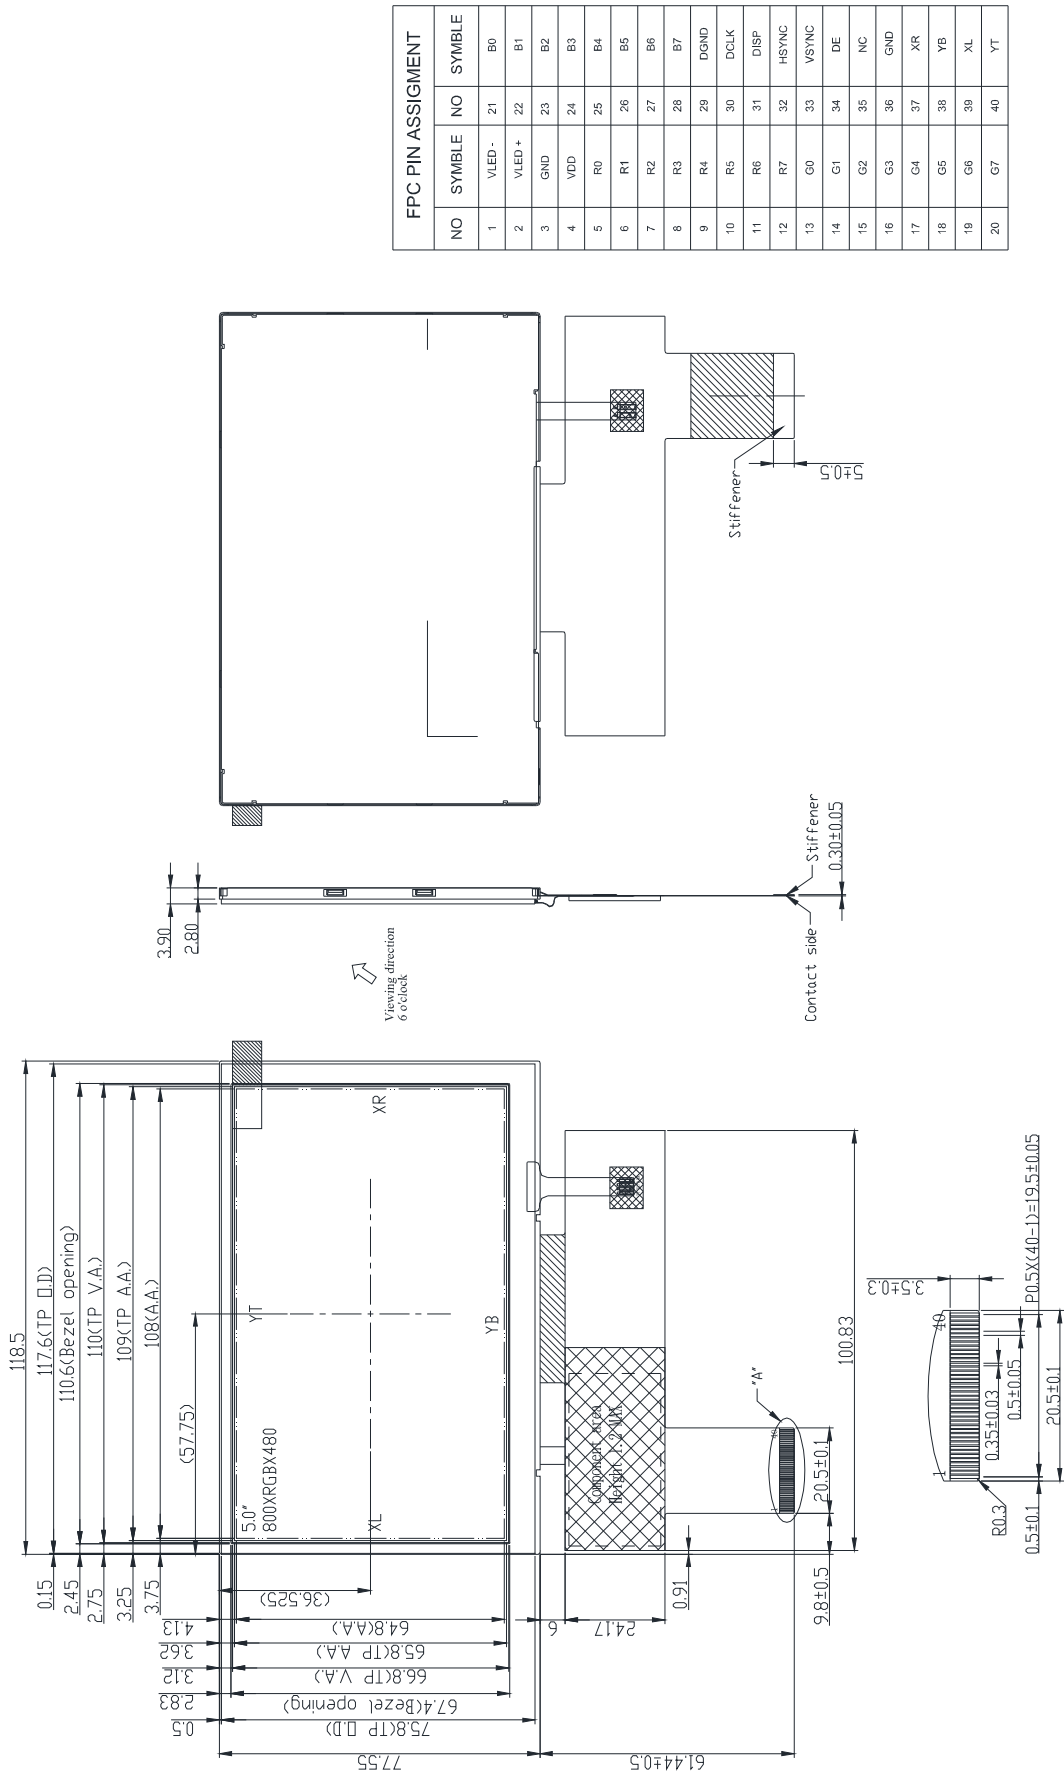 FPC PIN ASSIGMENT
NO SYMBLE NO SYMBLE
1 VLED - 21 B0
2 VLED + 22 B1
3 GND 23 B2
4 VDD 24 B3
5 R0 25 B4
6 R1 26 B5
7 R2 27 B6
8 R3 28 B7
9 R4 29 DGND
10 R5 30 DCLK
11 R6 31 DISP
12 R7 32 HSYNC
13 G0 33 VSYNC
14 G1 34 DE
15 G2 35 NC
16 G3 36 GND
17 G4 37 XR
18 G5 38 YB
19 G6 39 XL
20 G7 40 YT
118.5
117.6(TP O.D)
110.6(Bezel opening)
110(TP V.A.)
109(TP A.A.)
108(A.A.)
(57.75)
0.15
2.45
2.75
3.25
3.75
5.0"
800XRGBX480
YT
XL
XR
YB
(36.525)
4.13
64.8(A.A.)
3.62
65.8(TP A.A.)
3.12
66.8(TP V.A.)
2.83
67.4(Bezel opening)
0.5
75.8(TP O.D)
77.55
6
24.17
61.44±0.5
Component area
Height 1.2 MAX
0.91
9.8±0.5
20.5±0.1
100.83
1
40
"A"
3.90
2.80
Viewing direction
6 o'clock
Contact side
Stiffener
0.30±0.05
Stiffener
5±0.5
1
40
3.5±0.3
R0.3
0.5±0.1
0.35±0.03
0.5±0.05
20.5±0.1
P0.5X(40-1)=19.5±0.05